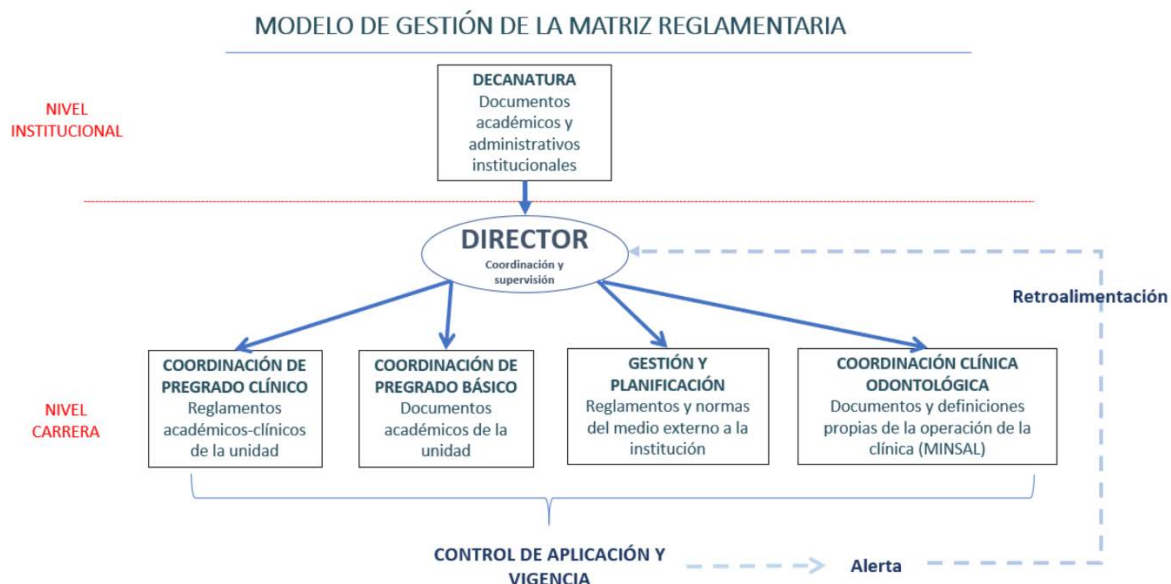 MODELO DE GESTIÓN DE LA MATRIZ REGLAMENTARIA
NIVEL
INSTITUCIONAL
DECANATURA
Documentos
académicos y
administrativos
institucionales
DIRECTOR
Coordinación y
supervisión
Retroalimentación
NIVEL
CARRERA
COORDINACIÓN DE
PREGRADO CLÍNICO
Reglamentos
académicos-clínicos
de la unidad
COORDINACIÓN DE
PREGRADO BÁSICO
Documentos
académicos de la
unidad
GESTIÓN Y
PLANIFICACIÓN
Reglamentos y normas
del medio externo a la
institución
COORDINACIÓN CLÍNICA
ODONTOLÓGICA
Documentos y definiciones
propias de la operación de la
clínica (MINSAL)
CONTROL DE APLICACIÓN Y
VIGENCIA
Alerta